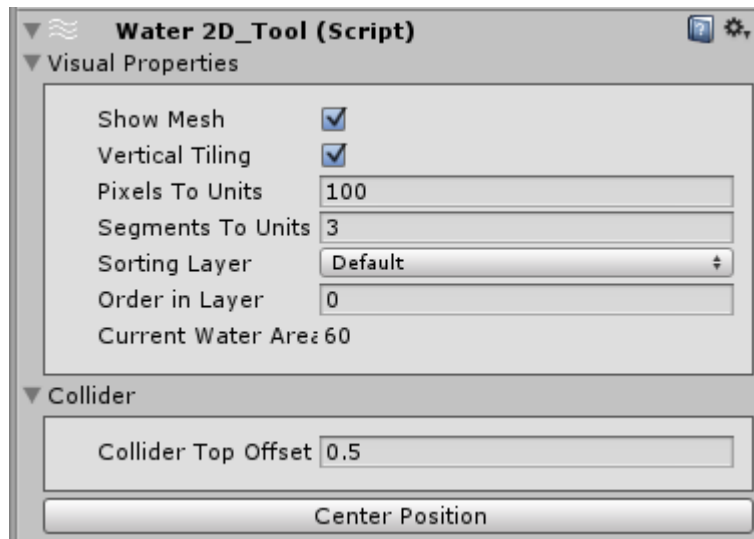 Water 2D_Tool (Script)
Visual Properties
Show Mesh
Vertical Tiling
Pixels To Units 100
Segments To Units 3
Sorting Layer Default
Order in Layer 0
Current Water Area 60
Collider
Collider Top Offset 0.5
Center Position